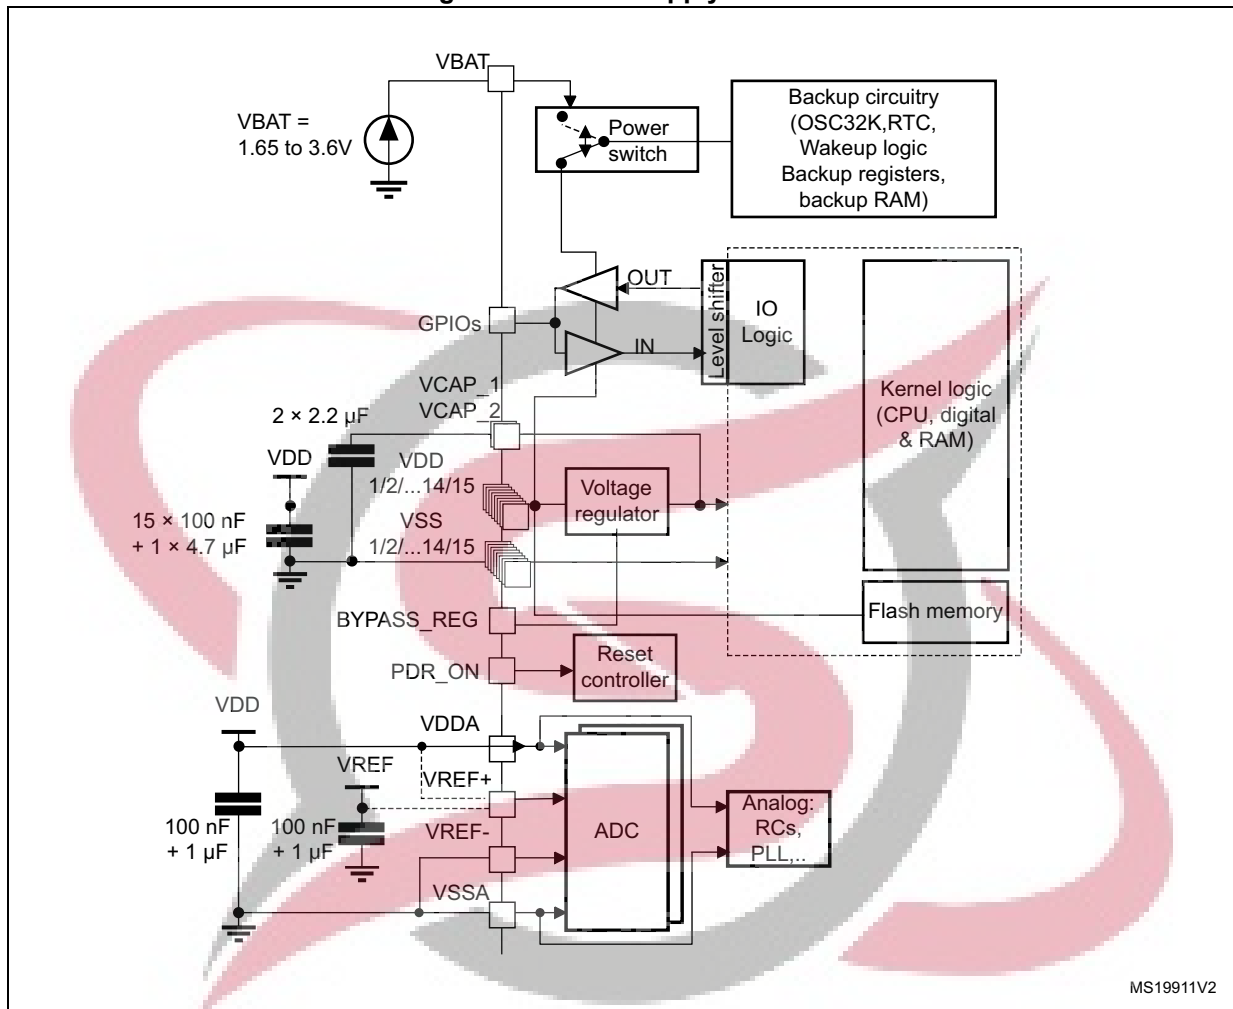 VBAT
VBAT =
1.65 to 3.6V
Power
switch
Backup circuitry
(OSC32K,RTC,
Wakeup logic
Backup registers,
backup RAM)
OUT
Level shifter
IO
Logic
GPIOs
IN
Kernel logic
(CPU, digital
& RAM)
VCAP_1
VCAP_2
2 × 2.2 µF
VDD
VDD
1/2/...14/15
Voltage
regulator
15 × 100 nF
+ 1 × 4.7 µF
VSS
1/2/...14/15
BYPASS_REG
Flash memory
PDR_ON
Reset
controller
VDD
VDDA
VREF
VREF+
100 nF
+ 1 µF
100 nF
+ 1 µF
VREF-
ADC
Analog:
RCs,
PLL,..
VSSA
MS19911V2